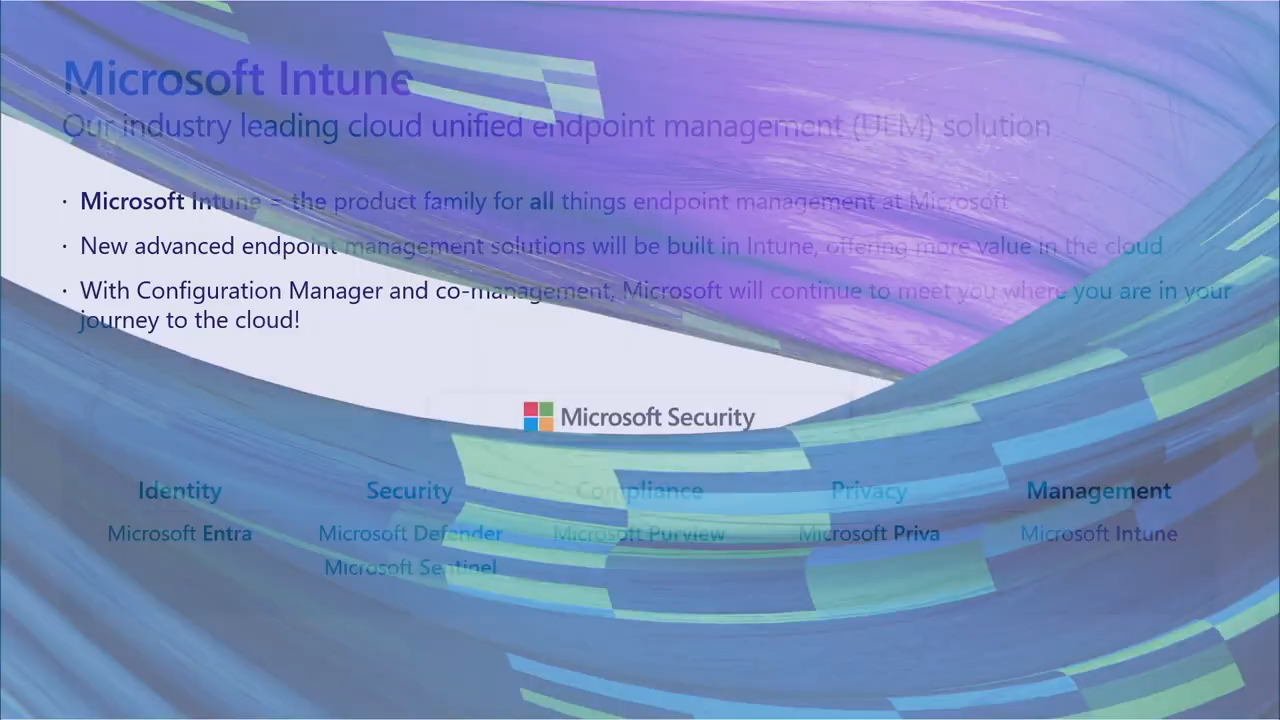 Microsoft Intune
Our industry leading cloud unified endpoint management (UEM) solution
· Microsoft Intune = the product family for all things endpoint management at Microsoft
· New advanced endpoint management solutions will be built in Intune, offering more value in the cloud
· With Configuration Manager and co-management, Microsoft will continue to meet you where you are in your
journey to the cloud!
Microsoft Security
Identity Security Compliance Privacy Management
Microsoft Entra Microsoft Defender Microsoft Purview Microsoft Priva Microsoft Intune
Microsoft Sentinel